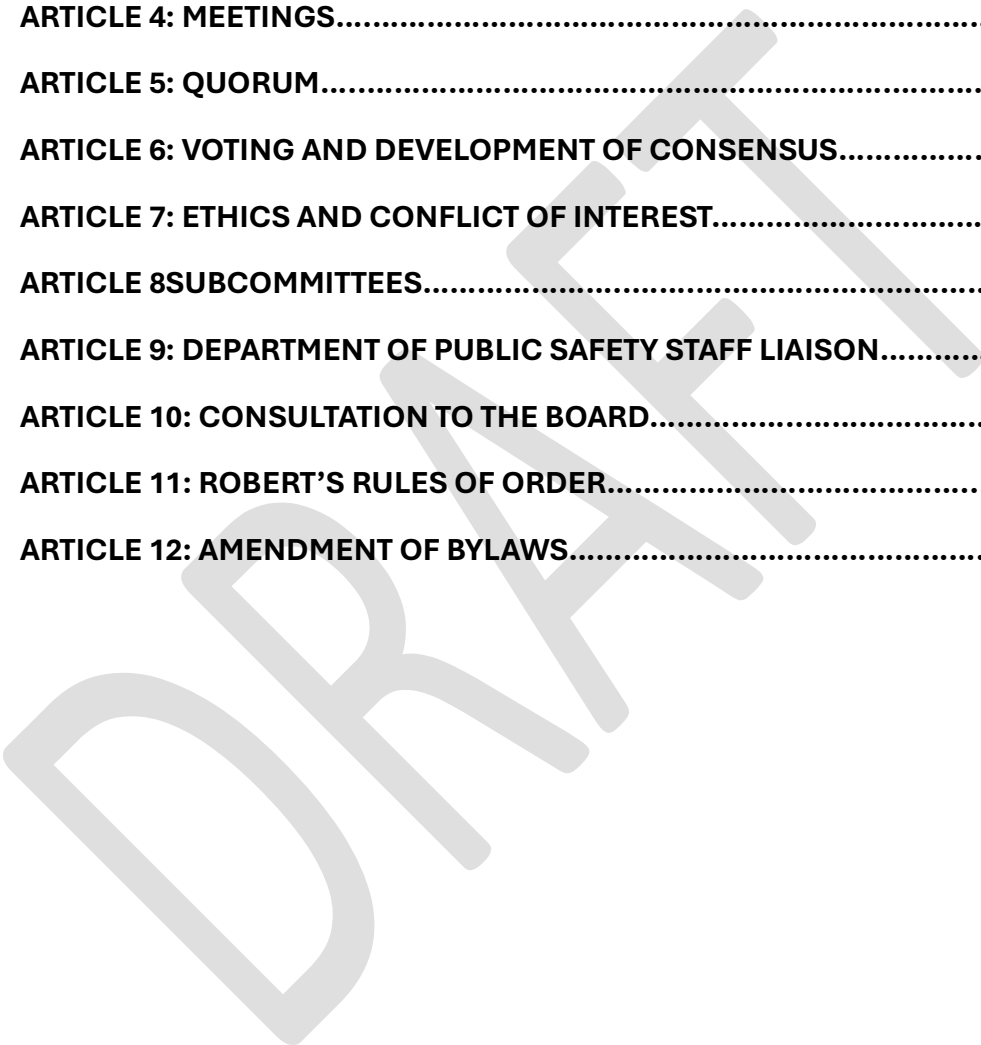 ARTICLE 4: MEETINGS................................................................................
ARTICLE 5: QUORUM..................................................................................
ARTICLE 6: VOTING AND DEVELOPMENT OF CONSENSUS.................
ARTICLE 7: ETHICS AND CONFLICT OF INTEREST.................................
ARTICLE 8SUBCOMMITTEES......................................................................
ARTICLE 9: DEPARTMENT OF PUBLIC SAFETY STAFF LIAISON............
ARTICLE 10: CONSULTATION TO THE BOARD.........................................
ARTICLE 11: ROBERT’S RULES OF ORDER..............................................
ARTICLE 12: AMENDMENT OF BYLAWS...................................................
DRAFT